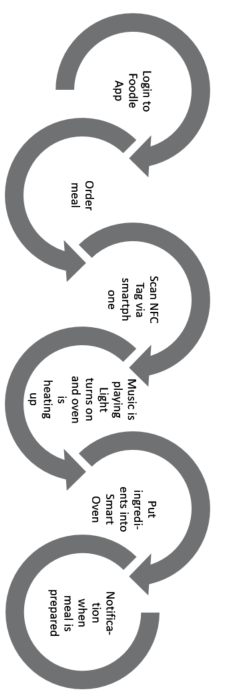 Login to
Foodle
App
Order
meal
Scan NFC
Tag via
smartph
one
Music is
playing
Light
turns on
and oven
is
heating
up
Put
ingredi-
ents into
Smart
Oven
Notifica-
tion
when
meal is
prepared